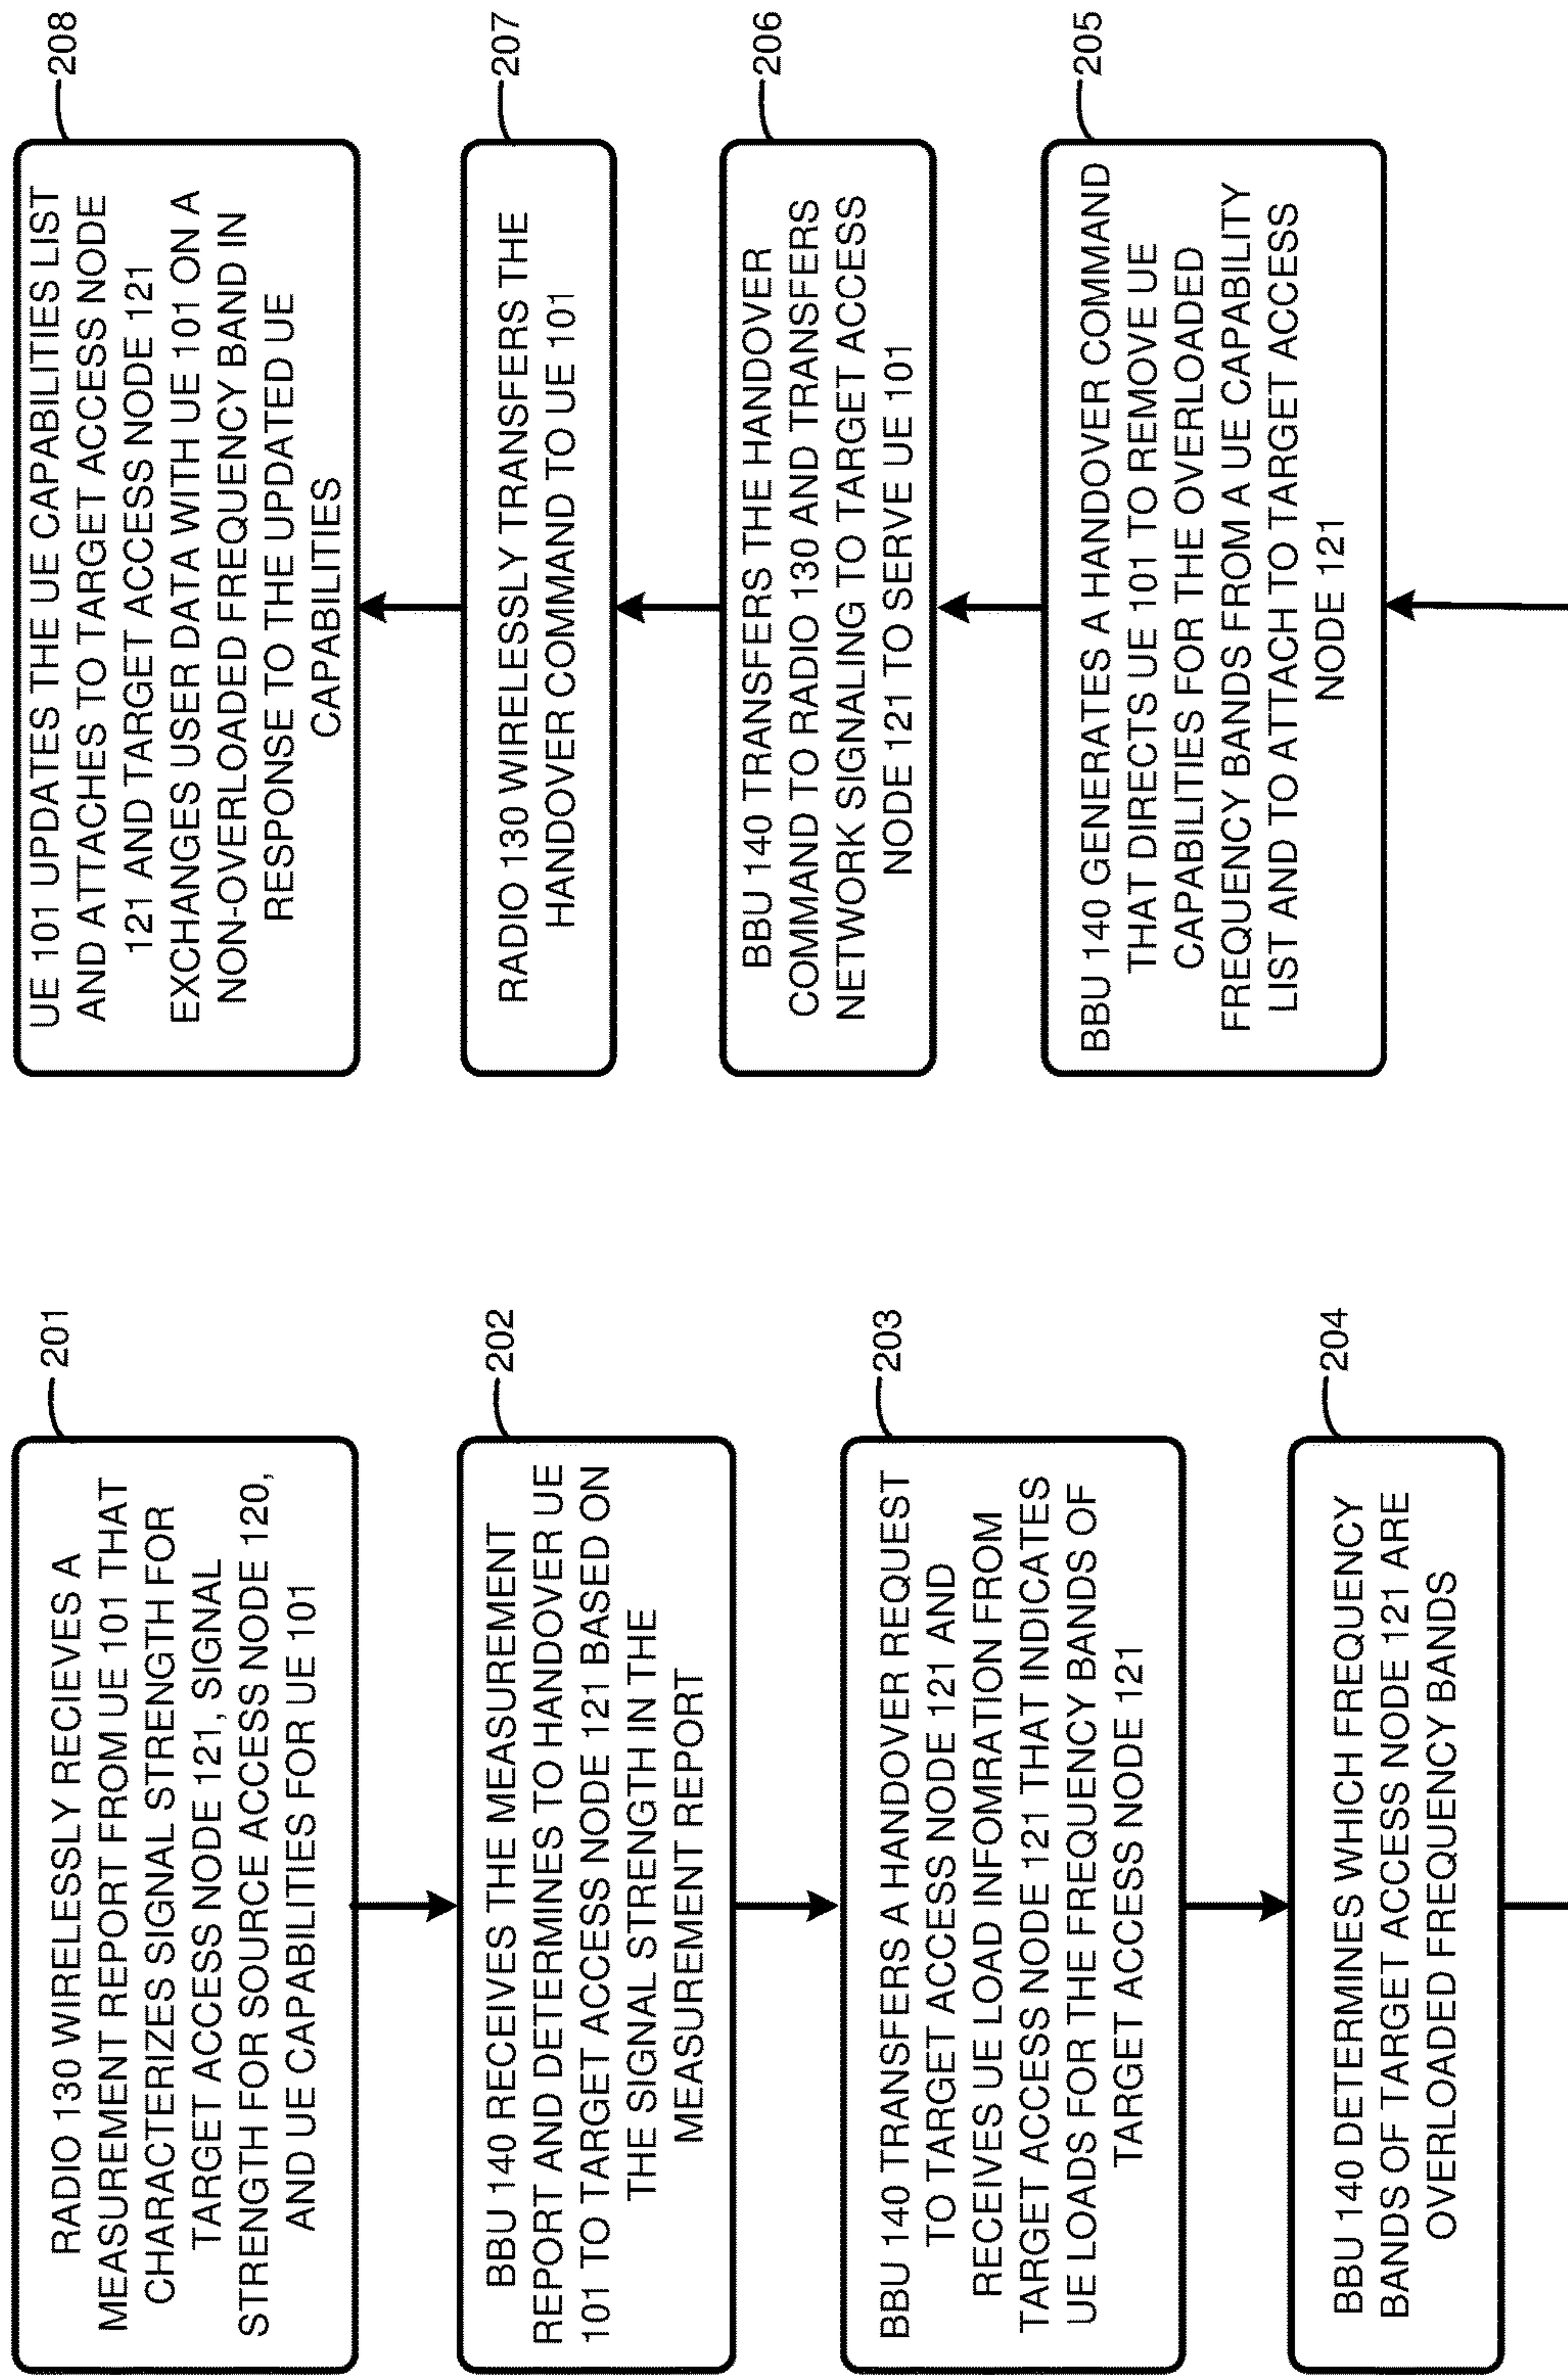 RADIO 130 WIRELESSLY RECIEVES A
MEASUREMENT REPORT FROM UE 101 THAT
CHARACTERIZES SIGNAL STRENGTH FOR
TARGET ACCESS NODE 121, SIGNAL
STRENGTH FOR SOURCE ACCESS NODE 120,
AND UE CAPABILITIES FOR UE 101
201
BBU 140 RECEIVES THE MEASUREMENT
REPORT AND DETERMINES TO HANDOVER UE
101 TO TARGET ACCESS NODE 121 BASED ON
THE SIGNAL STRENGTH IN THE
MEASUREMENT REPORT
202
BBU 140 TRANSFERS A HANDOVER REQUEST
TO TARGET ACCESS NODE 121 AND
RECEIVES UE LOAD INFOMRATION FROM
TARGET ACCESS NODE 121 THAT INDICATES
UE LOADS FOR THE FREQUENCY BANDS OF
TARGET ACCESS NODE 121
203
BBU 140 DETERMINES WHICH FREQUENCY
BANDS OF TARGET ACCESS NODE 121 ARE
OVERLOADED FREQUENCY BANDS
204
BBU 140 GENERATES A HANDOVER COMMAND
THAT DIRECTS UE 101 TO REMOVE UE
CAPABILITIES FOR THE OVERLOADED
FREQUENCY BANDS FROM A UE CAPABILITY
LIST AND TO ATTACH TO TARGET ACCESS
NODE 121
205
BBU 140 TRANSFERS THE HANDOVER
COMMAND TO RADIO 130 AND TRANSFERS
NETWORK SIGNALING TO TARGET ACCESS
NODE 121 TO SERVE UE 101
206
RADIO 130 WIRELESSLY TRANSFERS THE
HANDOVER COMMAND TO UE 101
207
UE 101 UPDATES THE UE CAPABILITIES LIST
AND ATTACHES TO TARGET ACCESS NODE
121 AND TARGET ACCESS NODE 121
EXCHANGES USER DATA WITH UE 101 ON A
NON-OVERLOADED FREQUENCY BAND IN
RESPONSE TO THE UPDATED UE
CAPABILITIES
208